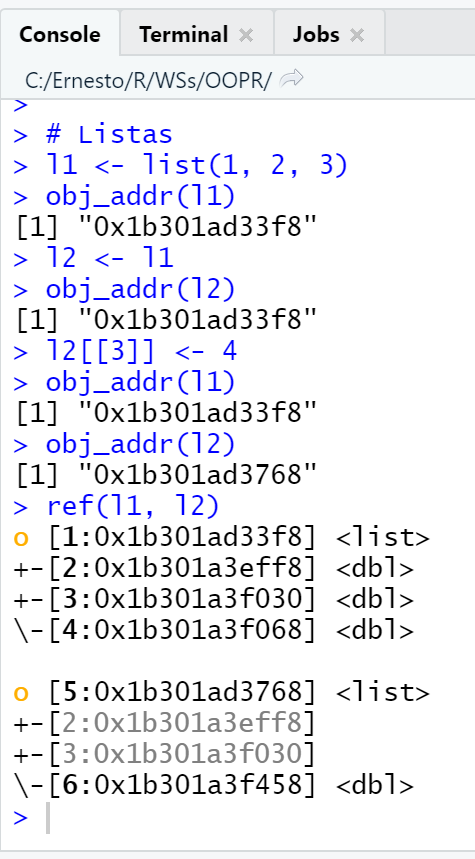 Console Terminal Jobs
C:/Ernesto/R/WSs/OOPR/
>
> # Listas
> l1 <- list(1, 2, 3)
> obj_addr(l1)
[1] "0x1b301ad33f8"
> l2 <- l1
> obj_addr(l2)
[1] "0x1b301ad33f8"
> l2[[3]] <- 4
> obj_addr(l1)
[1] "0x1b301ad33f8"
> obj_addr(l2)
[1] "0x1b301ad3768"
> ref(l1, l2)
o [1:0x1b301ad33f8] <list>
+-[2:0x1b301a3eff8] <dbl>
+-[3:0x1b301a3f030] <dbl>
\-[4:0x1b301a3f068] <dbl>

o [5:0x1b301ad3768] <list>
+-[2:0x1b301a3eff8]
+-[3:0x1b301a3f030]
\-[6:0x1b301a3f458] <dbl>
>